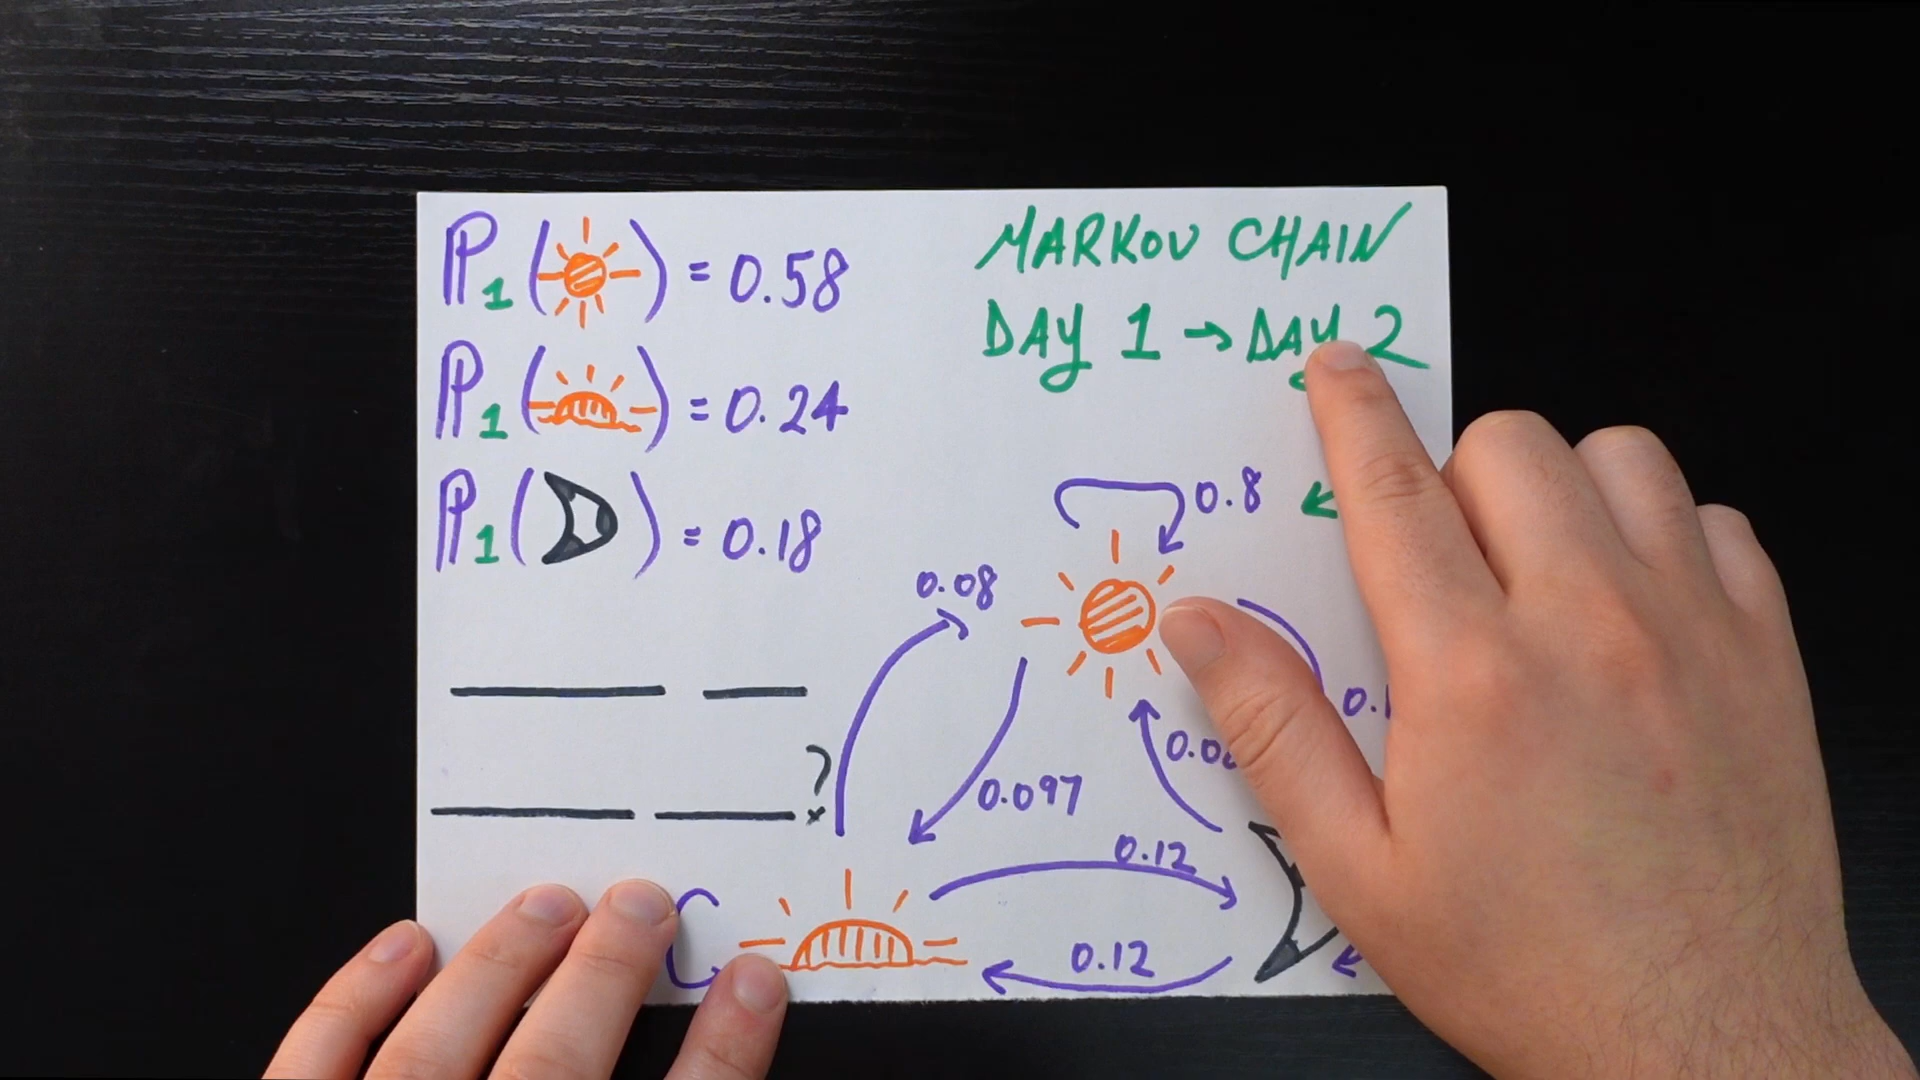 P1( ) = 0.58
MARKOV CHAIN
P1( ) = 0.24
DAY 1 → DAY 2
P1( ) = 0.18
0.8
0.08
0.097
?
0.12
0.12